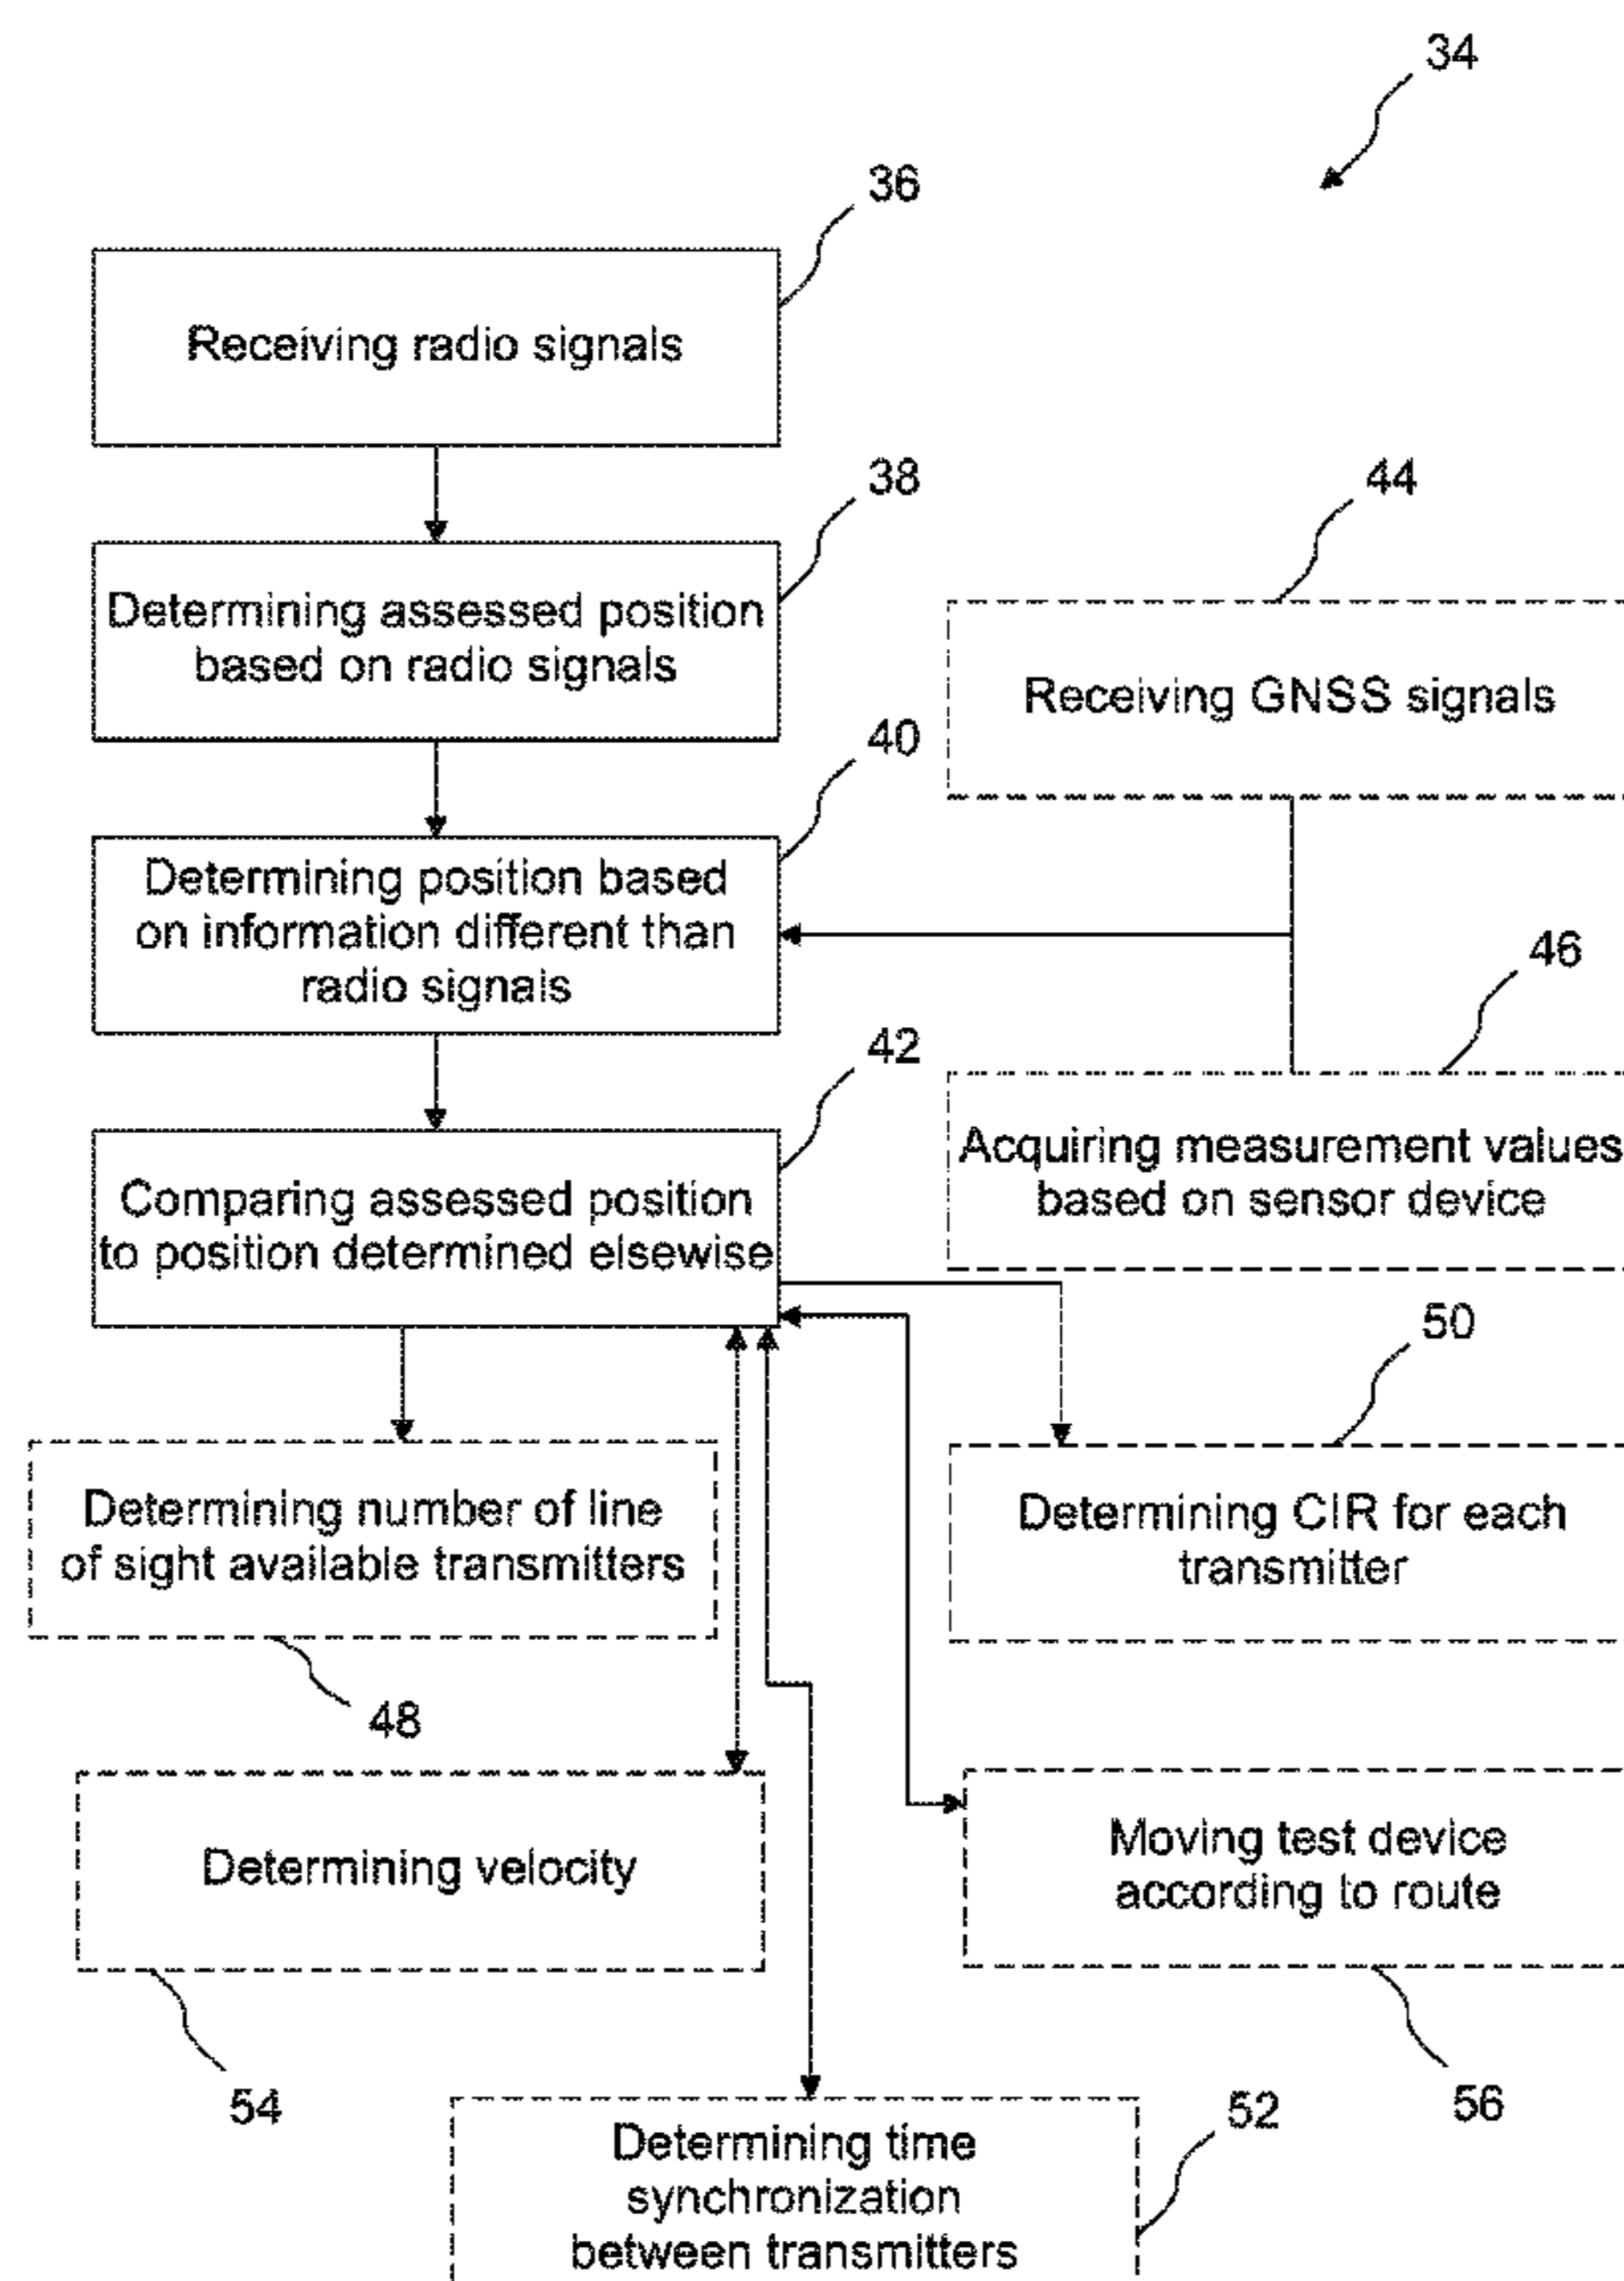 34
36
Receiving radio signals
38
Determining assessed position
based on radio signals
44
Receiving GNSS signals
40
Determining position based
on information different than
radio signals
46
Acquiring measurement values
based on sensor device
42
Comparing assessed position
to position determined elsewise
50
Determining CIR for each
transmitter
Determining number of line
of sight available transmitters
48
Determining velocity
54
Moving test device
according to route
56
52
Determining time
synchronization
between transmitters